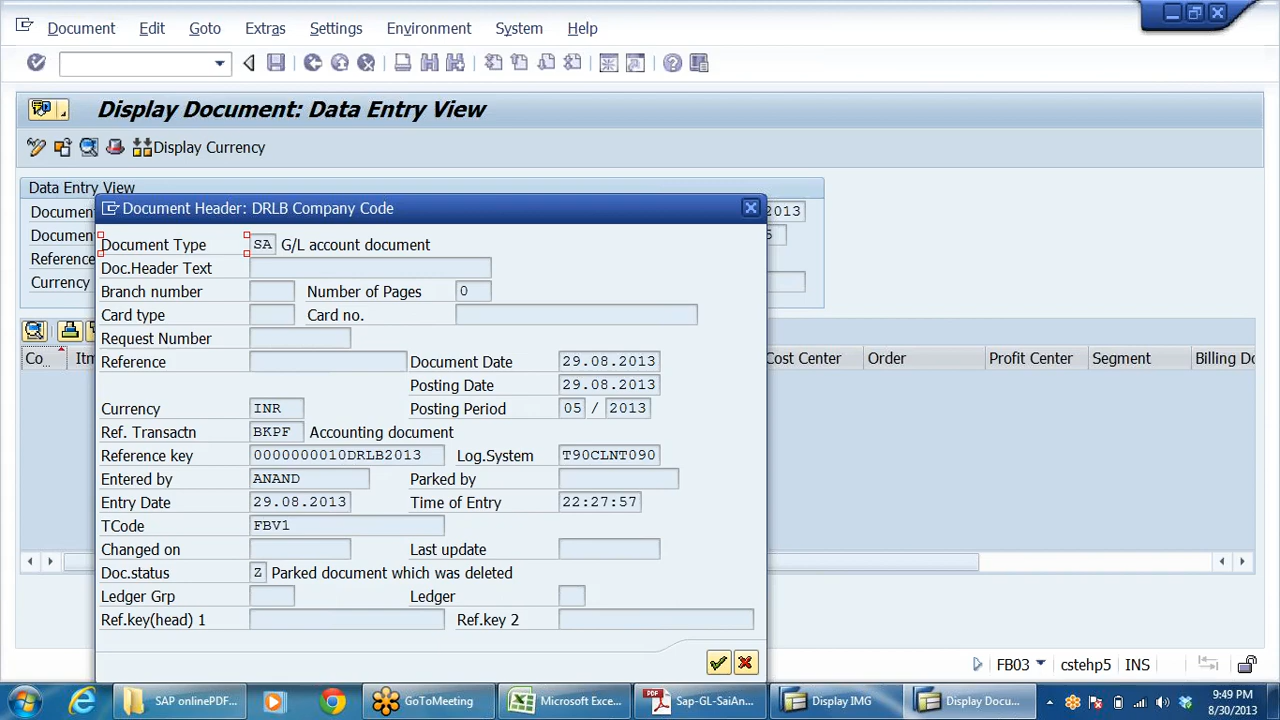 Document Edit Goto Extras Settings Environment System Help
Display Document: Data Entry View
Display Currency
Data Entry View
Document Header: DRLB Company Code
Docum 2013
Docum 5
Referenc
Currency
Document Type SA G/L account document
Doc.Header Text
Branch number Number of Pages 0
Card type Card no.
Request Number
Reference Document Date 29.08.2013
Posting Date 29.08.2013
Currency INR Posting Period 05 / 2013
Ref. Transactn BKPF Accounting document
Reference key 0000000010DRLB2013 Log.System T90CLNT090
Entered by ANAND Parked by
Entry Date 29.08.2013 Time of Entry 22:27:57
TCode FBV1
Changed on Last update
Doc.status Z Parked document which was deleted
Ledger Grp Ledger
Ref.key(head) 1 Ref.key 2
Co... Itm Cost Center Order Profit Center Segment Billing Do
FB03 cstehp5 INS
SAP onlinePDF... GoToMeeting Microsoft Exce... PDF Sap-GL-SaiAn... Display IMG Display Docu...
9:49 PM
8/30/2013